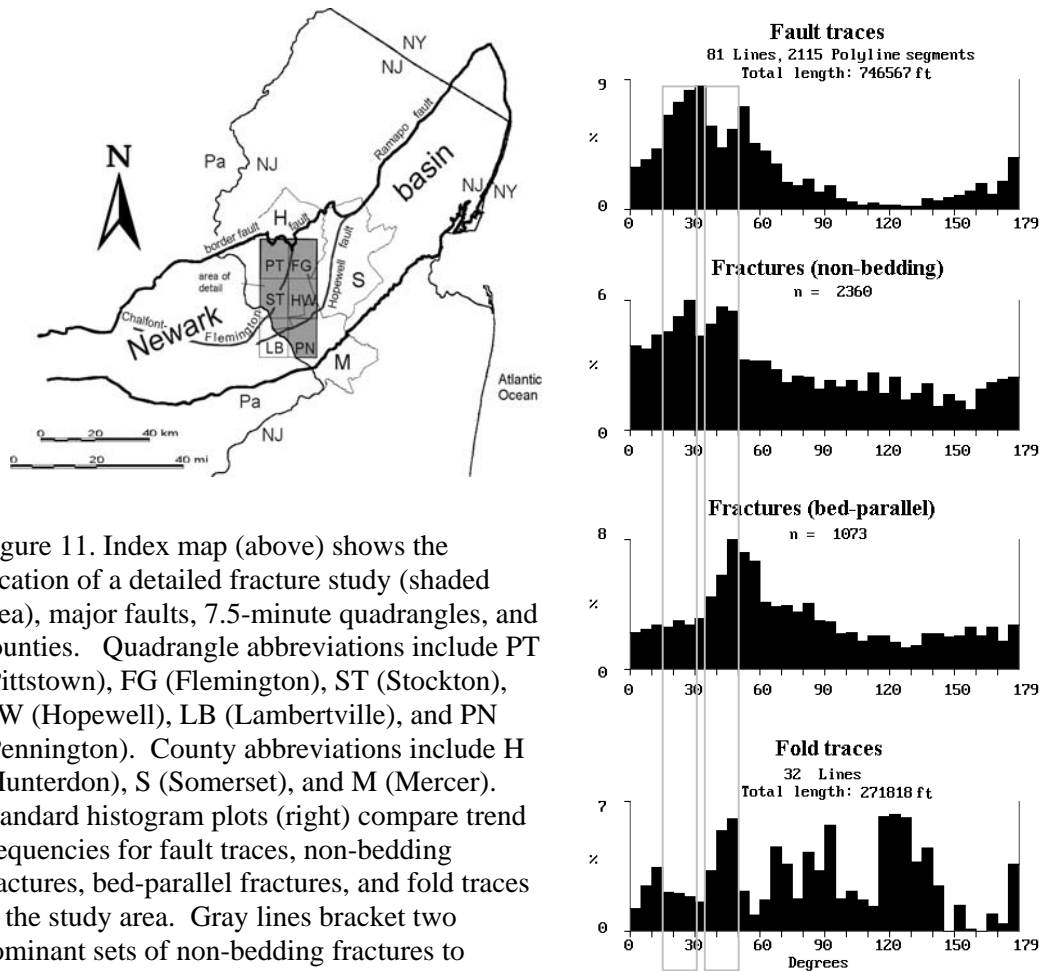 NY
NJ
Pa
NJ
N
Ramapo fault
basin
NJ
NY
H
border fault
fault
PT
FG
area of
detail
ST
HW
Hopewell fault
S
Chalfont-
Newark
Flemington
LB
PN
M
Pa
NJ
Atlantic
Ocean
0 20 40 km
0 20 40 mi
igure 11. Index map (above) shows the
cation of a detailed fracture study (shaded
ea), major faults, 7.5-minute quadrangles, and
ounties. Quadrangle abbreviations include PT
Pittstown), FG (Flemington), ST (Stockton),
W (Hopewell), LB (Lambertville), and PN
Pennington). County abbreviations include H
Hunterdon), S (Somerset), and M (Mercer).
andard histogram plots (right) compare trend
equencies for fault traces, non-bedding
actures, bed-parallel fractures, and fold traces
the study area. Gray lines bracket two
ominant sets of non-bedding fractures to
Fault traces
81 Lines, 2115 Polyline segments
Total length: 746567 ft
9
%
0
0 30 60 90 120 150 179
Fractures (non-bedding)
n = 2360
6
%
0
0 30 60 90 120 150 179
Fractures (bed-parallel)
n = 1073
8
%
0
0 30 60 90 120 150 179
Fold traces
32 Lines
Total length: 271818 ft
7
%
0
0 30 60 90 120 150 179
Degrees